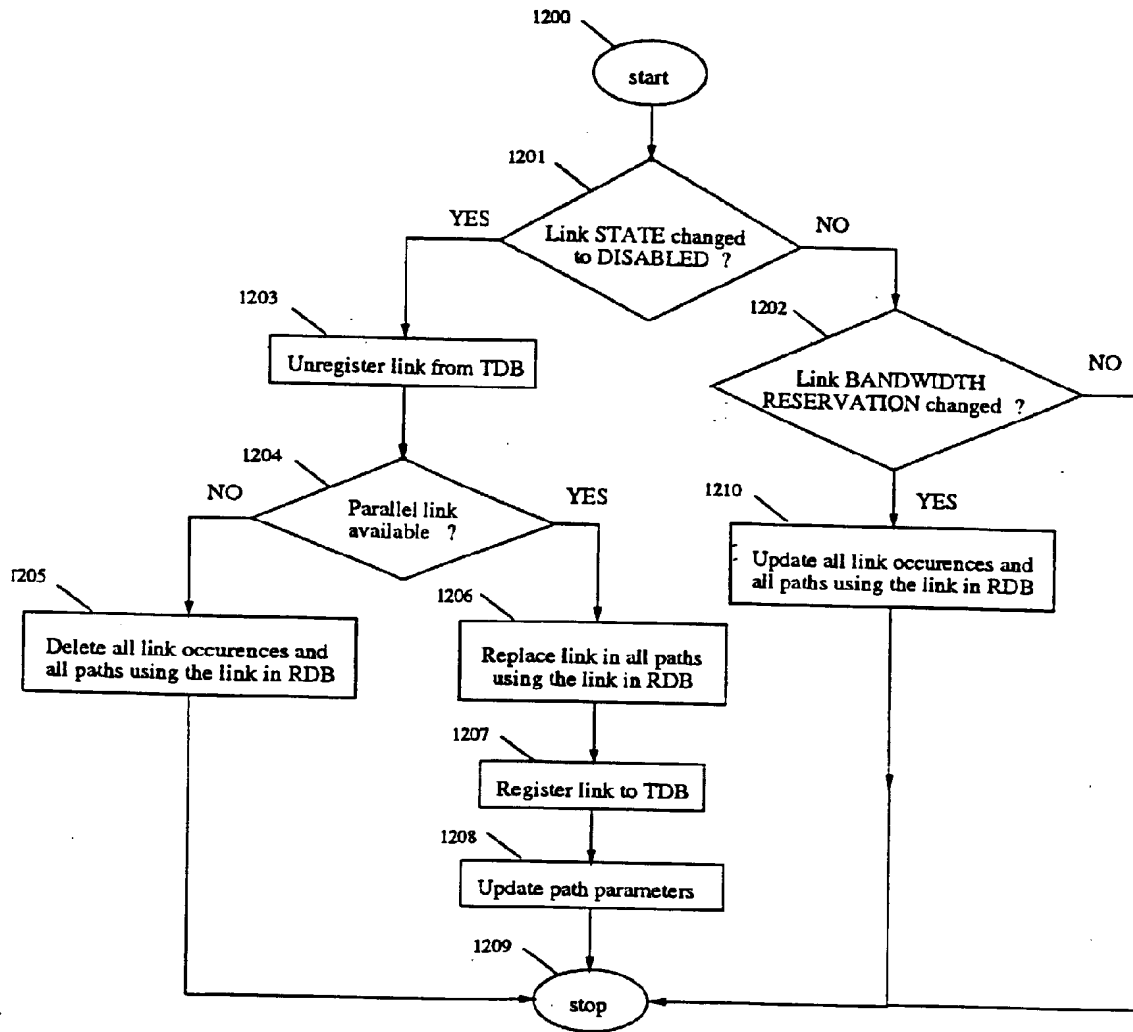 1200
start
1201
YES
NO
Link STATE changed
to DISABLED ?
1203
1202
Unregister link from TDB
NO
Link BANDWIDTH
RESERVATION changed ?
1204
NO
YES
1210
YES
Parallel link
available ?
Update all link occurences and
all paths using the link in RDB
1205
1206
Delete all link occurences and
all paths using the link in RDB
Replace link in all paths
using the link in RDB
1207
Register link to TDB
1208
Update path parameters
1209
stop